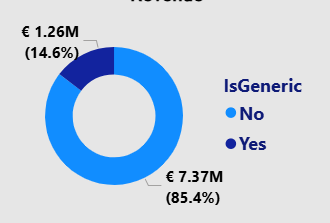 € 1.26M
(14.6%)
IsGeneric
No
Yes
€ 7.37M
(85.4%)